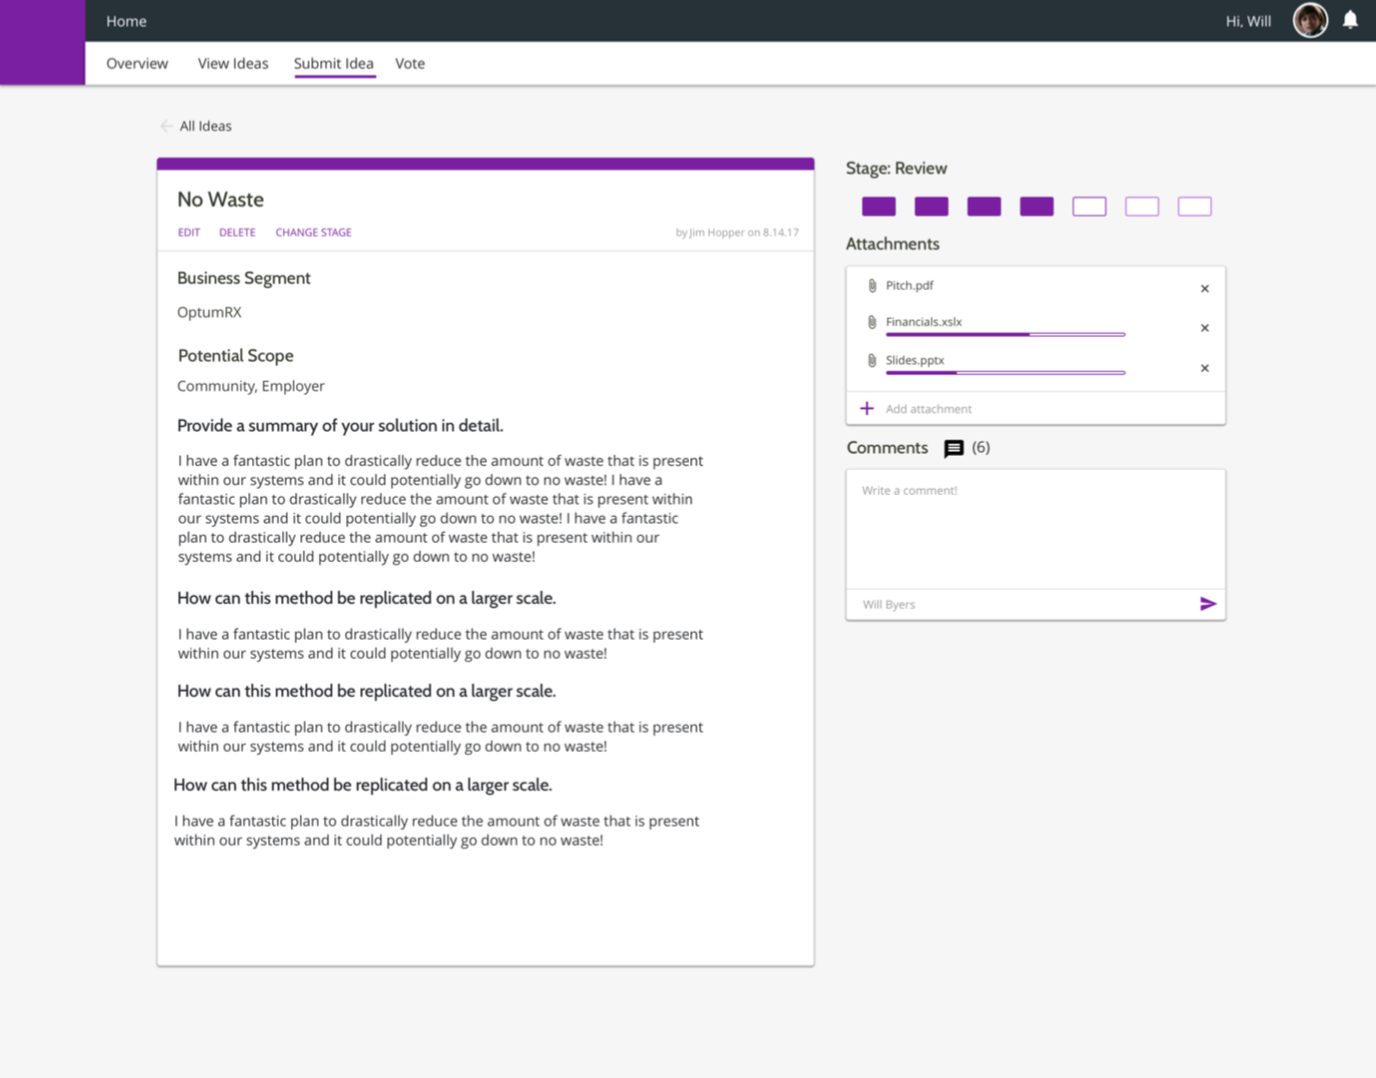 Home
Hi, Will
Overview
View Ideas
Submit Idea
Vote
All Ideas
No Waste
EDIT
DELETE
CHANGE STAGE
by Jim Hopper on 8.14.17
Business Segment
OptumRX
Potential Scope
Community, Employer
Provide a summary of your solution in detail.
I have a fantastic plan to drastically reduce the amount of waste that is present
within our systems and it could potentially go down to no waste! I have a
fantastic plan to drastically reduce the amount of waste that is present within
our systems and it could potentially go down to no waste! I have a fantastic
plan to drastically reduce the amount of waste that is present within our
systems and it could potentially go down to no waste!
How can this method be replicated on a larger scale.
I have a fantastic plan to drastically reduce the amount of waste that is present
within our systems and it could potentially go down to no waste!
How can this method be replicated on a larger scale.
I have a fantastic plan to drastically reduce the amount of waste that is present
within our systems and it could potentially go down to no waste!
How can this method be replicated on a larger scale.
I have a fantastic plan to drastically reduce the amount of waste that is present
within our systems and it could potentially go down to no waste!
Stage: Review
Attachments
Pitch.pdf
Financials.xslx
Slides.pptx
Add attachment
Comments (6)
Write a comment!
Will Byers